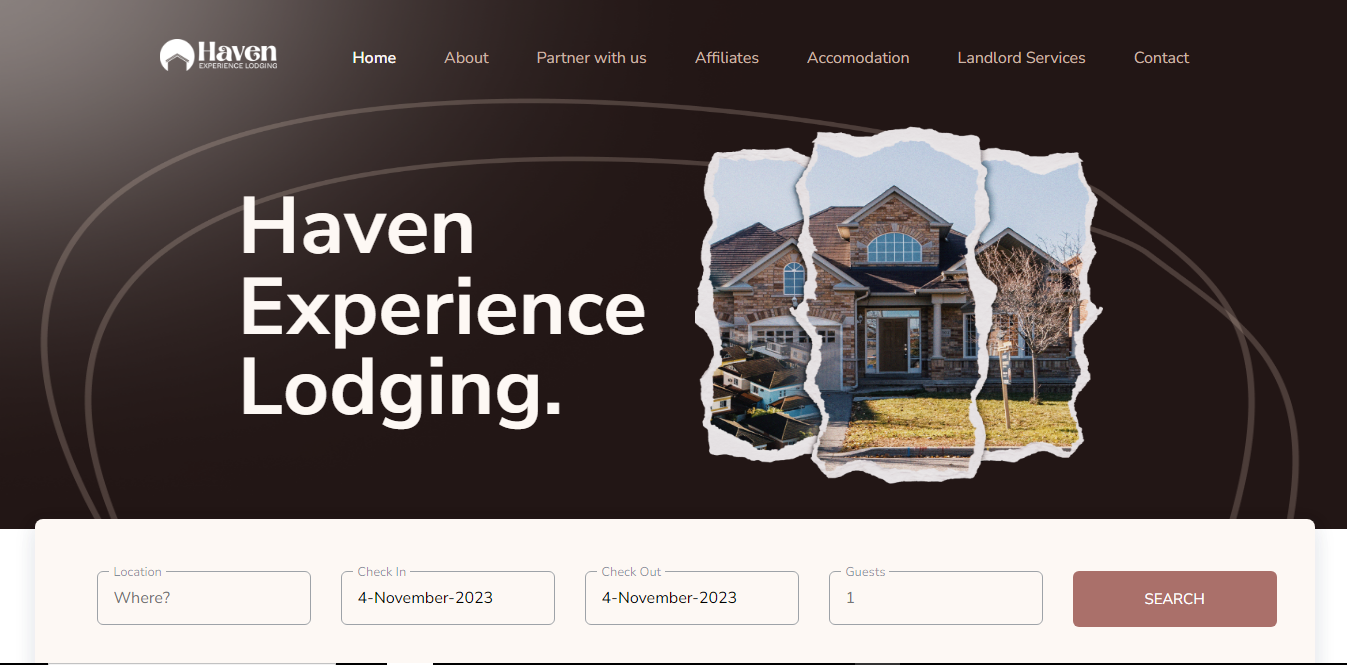 Haven
EXPERIENCE LODGING
Home About Partner with us Affiliates Accomodation Landlord Services Contact
Haven
Experience
Lodging.
Location Check In Check Out Guests
Where? 4-November-2023 4-November-2023 1 SEARCH